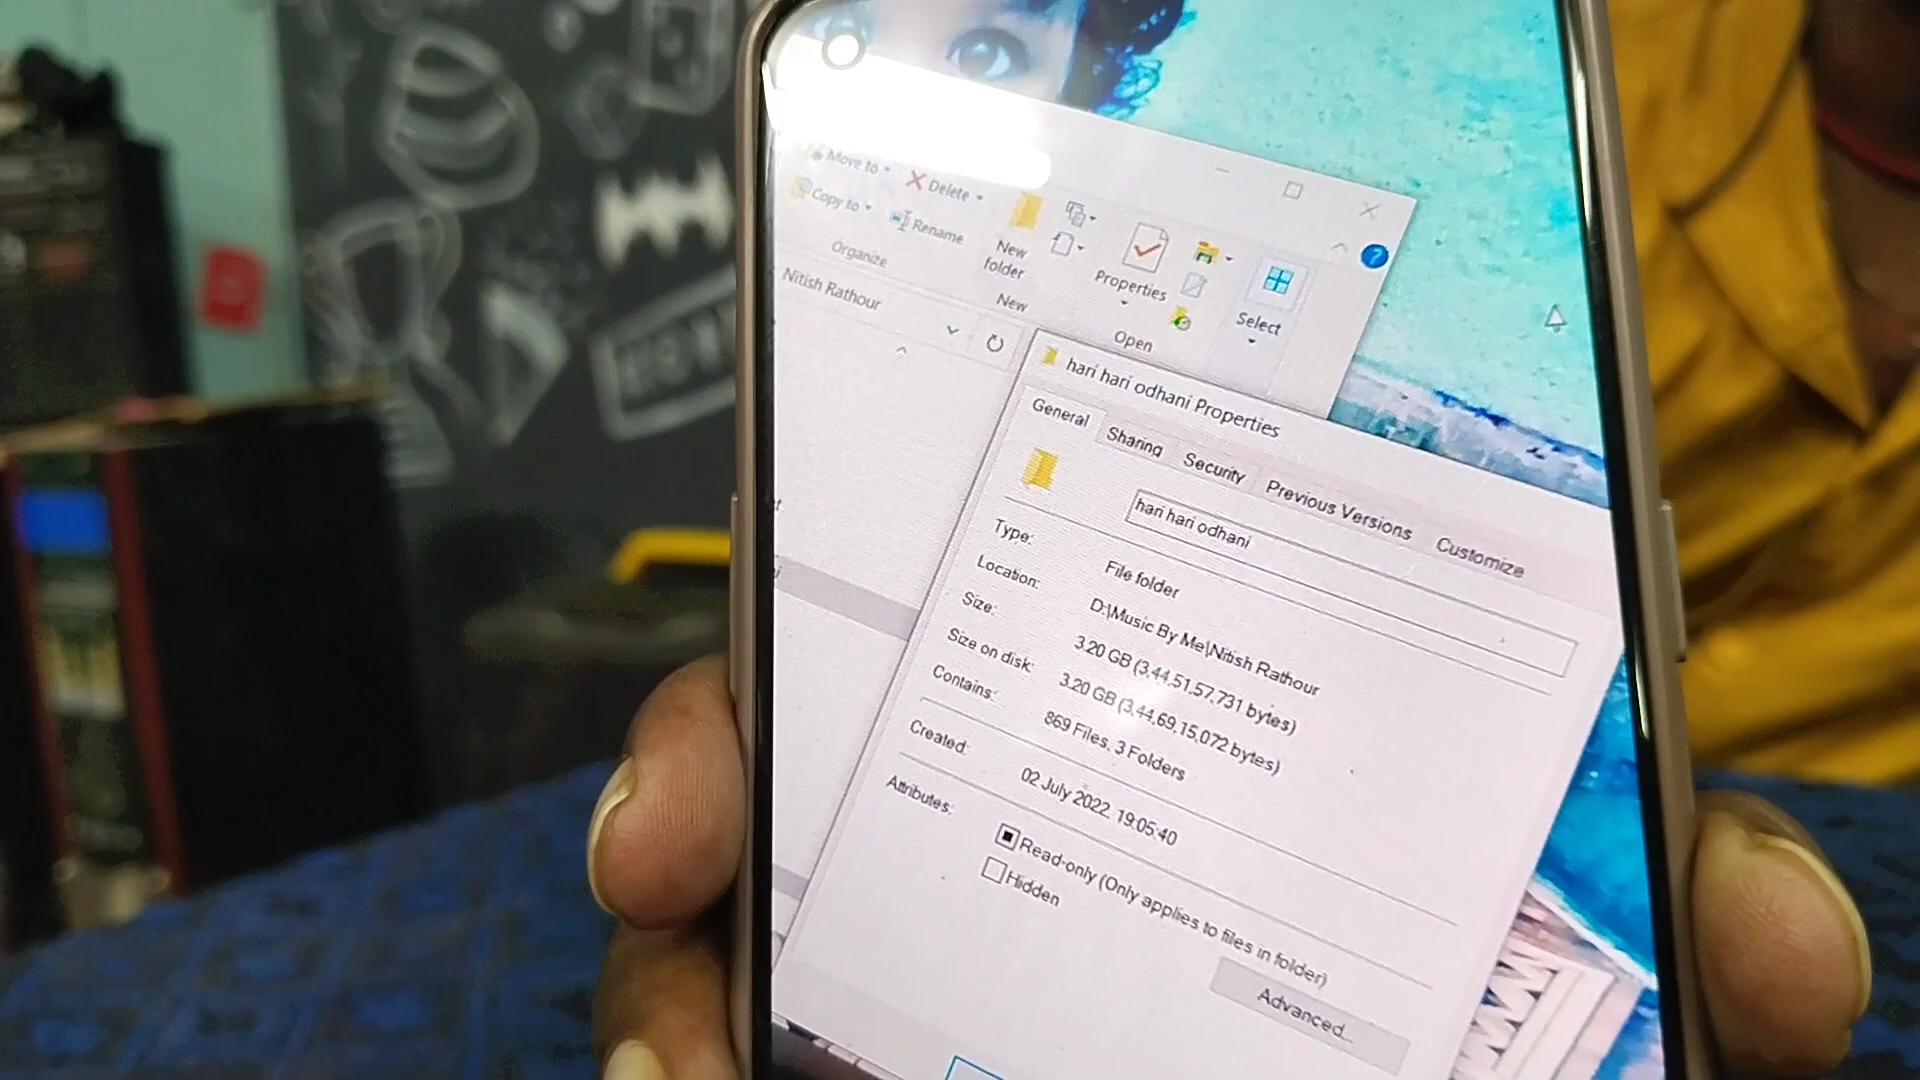 Move to
Copy to
Delete
Rename
Organize
New folder
New
Properties
Open
Select
Nitish Rathour
hari hari odhani Properties
General Sharing Security Previous Versions Customize
hari hari odhani
Type: File folder
Location: D:\Music By Me\Nitish Rathour
Size: 3.20 GB (3,44,51,57,731 bytes)
Size on disk: 3.20 GB (3,44,69,15,072 bytes)
Contains: 869 Files, 3 Folders
Created: 02 July 2022, 19:05:40
Attributes: Read-only (Only applies to files in folder)
Hidden
Advanced...